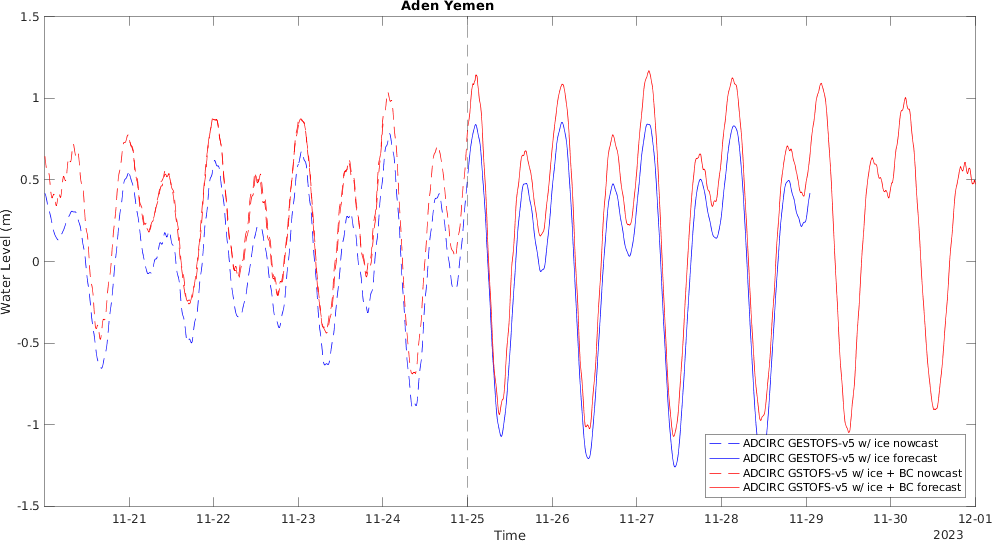 Aden Yemen
1.5
1
0.5
0
-0.5
-1
-1.5
Water Level (m)
ADCIRC GESTOFS-v5 w/ ice nowcast
ADCIRC GESTOFS-v5 w/ ice forecast
ADCIRC GSTOFS-v5 w/ ice + BC nowcast
ADCIRC GSTOFS-v5 w/ ice + BC forecast
11-21 11-22 11-23 11-24 11-25 11-26 11-27 11-28 11-29 11-30 12-01
Time
2023